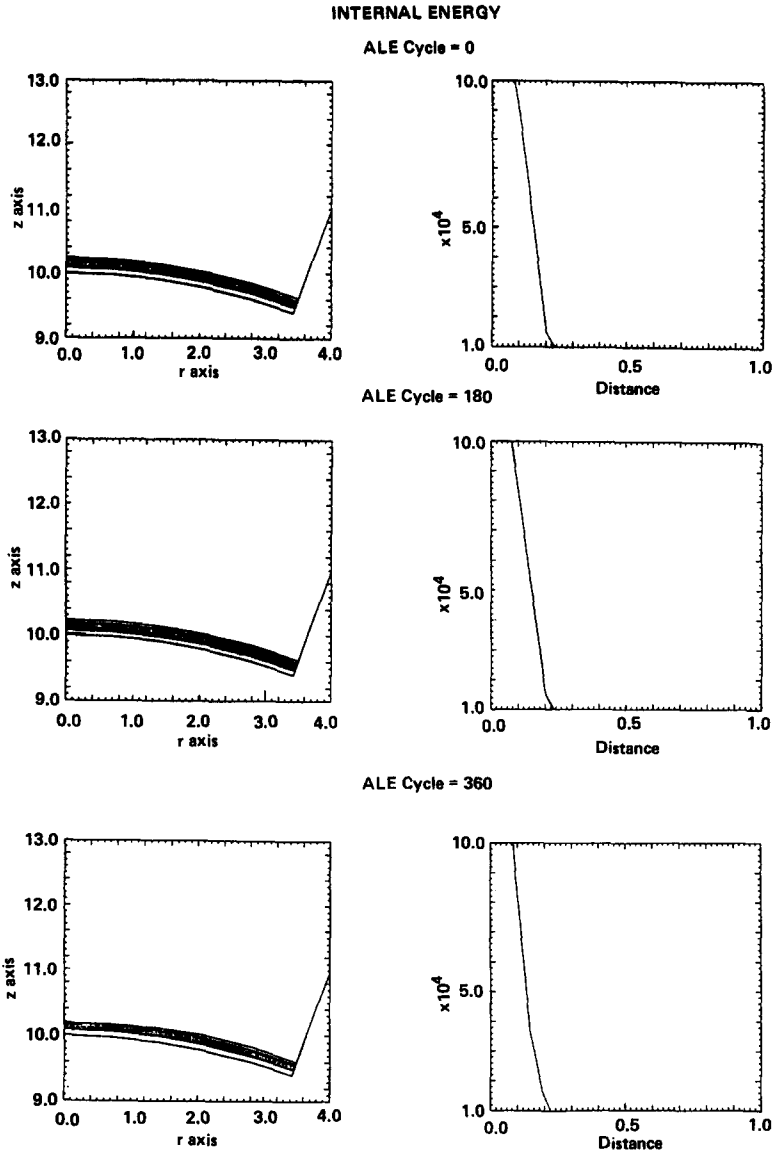 INTERNAL ENERGY
ALE Cycle = 0
13.0
12.0
11.0
10.0
9.0
z axis
0.0 1.0 2.0 3.0 4.0
r axis
10.0
5.0
1.0
x10⁴
0.0 0.5 1.0
Distance
ALE Cycle = 180
13.0
12.0
11.0
10.0
9.0
z axis
0.0 1.0 2.0 3.0 4.0
r axis
10.0
5.0
1.0
x10⁴
0.0 0.5 1.0
Distance
ALE Cycle = 360
13.0
12.0
11.0
10.0
9.0
z axis
0.0 1.0 2.0 3.0 4.0
r axis
10.0
5.0
1.0
x10⁴
0.0 0.5 1.0
Distance